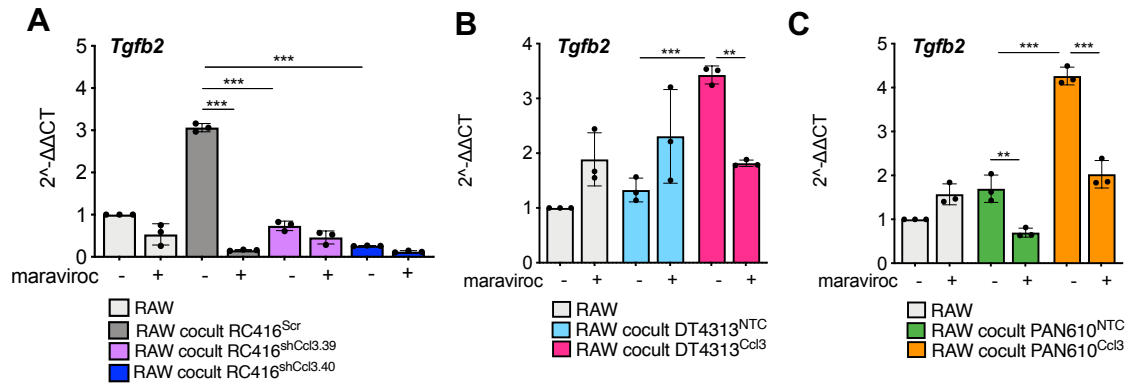 A
Tgfb2
***
***
***
2^-ΔΔCT
5
4
3
2
1
0
maraviroc - + - + - + - +
RAW
RAW cocult RC416Scr
RAW cocult RC416shCcl3.39
RAW cocult RC416shCcl3.40
B
Tgfb2
*** **
2^-ΔΔCT
4
3
2
1
0
maraviroc - + - + - +
RAW
RAW cocult DT4313NTC
RAW cocult DT4313Ccl3
C
Tgfb2
*** ***
**
2^-ΔΔCT
5
4
3
2
1
0
maraviroc - + - + - +
RAW
RAW cocult PAN610NTC
RAW cocult PAN610Ccl3